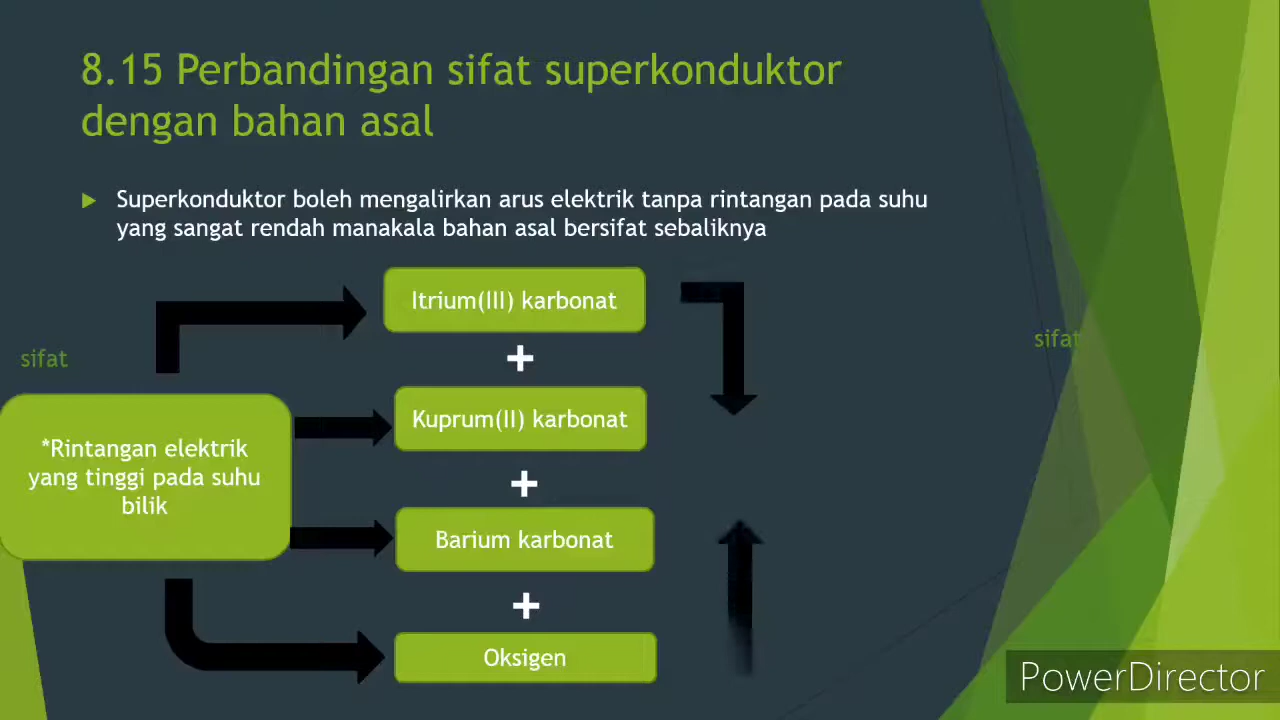 8.15 Perbandingan sifat superkonduktor
dengan bahan asal
Superkonduktor boleh mengalirkan arus elektrik tanpa rintangan pada suhu
yang sangat rendah manakala bahan asal bersifat sebaliknya
Itrium(III) karbonat
+
sifat
sifat
Kuprum(II) karbonat
*Rintangan elektrik
yang tinggi pada suhu
bilik
+
Barium karbonat
+
Oksigen
PowerDirector